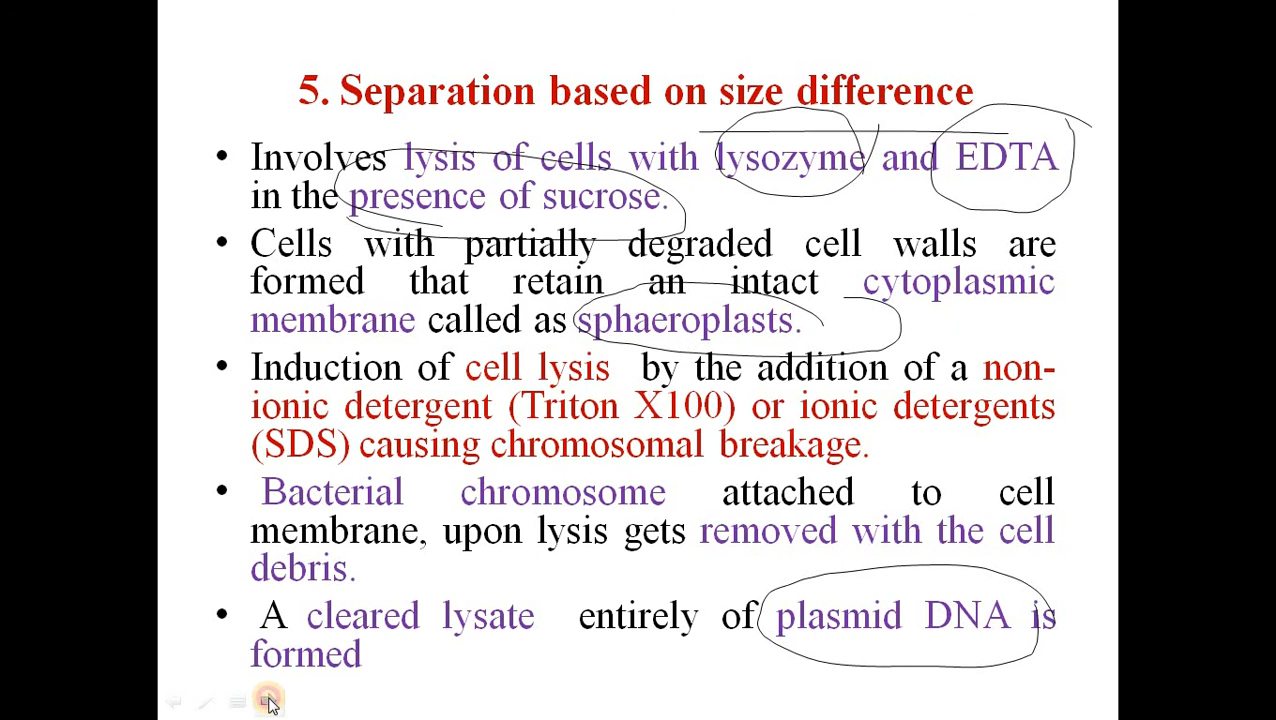 5. Separation based on size difference
• Involves lysis of cells with lysozyme and EDTA
in the presence of sucrose.
• Cells with partially degraded cell walls are
formed that retain an intact cytoplasmic
membrane called as sphaeroplasts.
• Induction of cell lysis by the addition of a non-
ionic detergent (Triton X100) or ionic detergents
(SDS) causing chromosomal breakage.
• Bacterial chromosome attached to cell
membrane, upon lysis gets removed with the cell
debris.
• A cleared lysate entirely of plasmid DNA is
formed